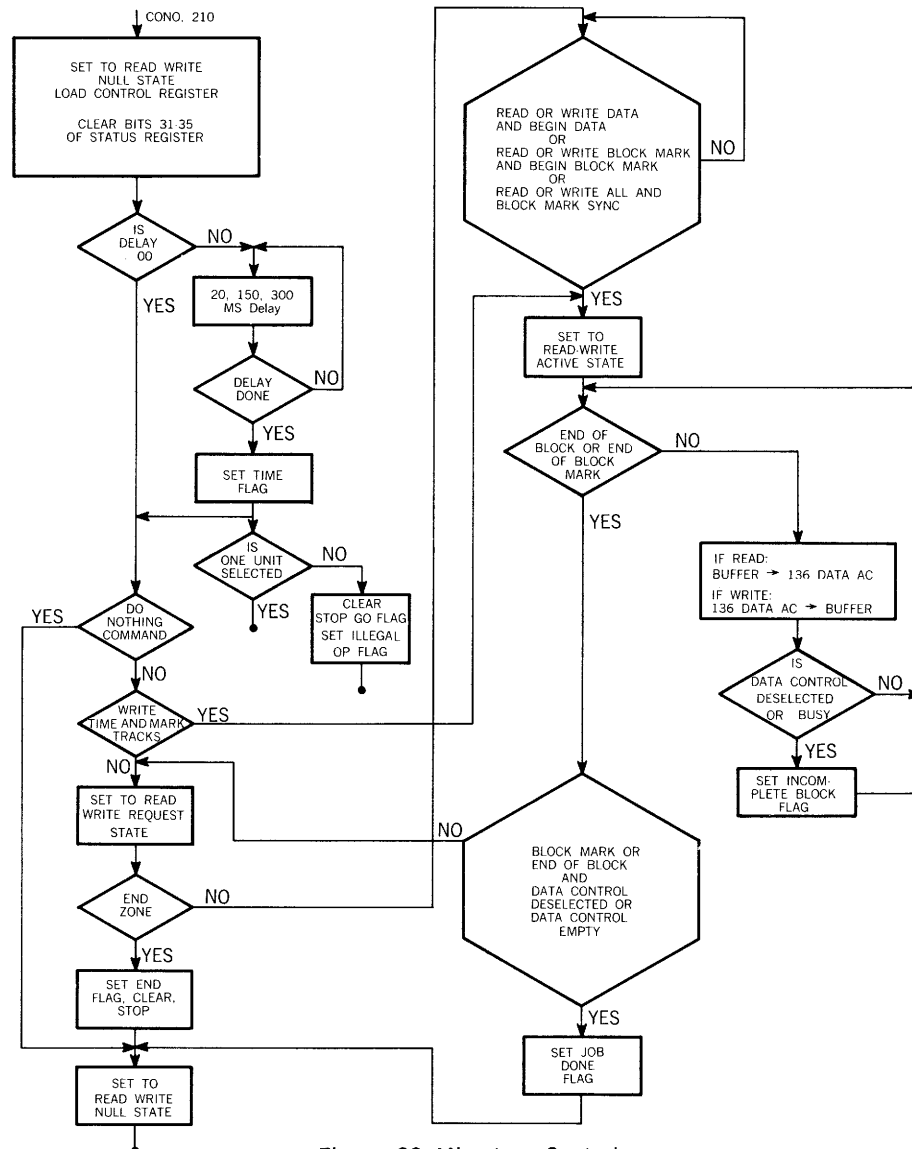 CONO, 210
SET TO READ WRITE
NULL STATE
LOAD CONTROL REGISTER
CLEAR BITS 31-35
OF STATUS REGISTER
IS
DELAY
00
NO
YES
20, 150, 300
MS Delay
DELAY
DONE
NO
YES
SET TIME
FLAG
IS
ONE UNIT
SELECTED
NO
YES
CLEAR
STOP GO FLAG
SET ILLEGAL
OP FLAG
YES
DO
NOTHING
COMMAND
NO
WRITE
TIME AND MARK
TRACKS
YES
NO
SET TO READ
WRITE REQUEST
STATE
END
ZONE
NO
YES
SET END
FLAG, CLEAR,
STOP
SET TO
READ WRITE
NULL STATE
READ OR WRITE DATA
AND BEGIN DATA
OR
READ OR WRITE BLOCK MARK
AND BEGIN BLOCK MARK
OR
READ OR WRITE ALL AND
BLOCK MARK SYNC
NO
YES
SET TO
READ-WRITE
ACTIVE STATE
END OF
BLOCK OR END
OF BLOCK
MARK
NO
YES
IF READ:
BUFFER → 136 DATA AC
IF WRITE:
136 DATA AC → BUFFER
IS
DATA CONTROL
DESELECTED
OR BUSY
NO
YES
SET INCOM-
PLETE BLOCK
FLAG
NO
BLOCK MARK OR
END OF BLOCK
AND
DATA CONTROL
DESELECTED OR
DATA CONTROL
EMPTY
YES
SET JOB
DONE
FLAG